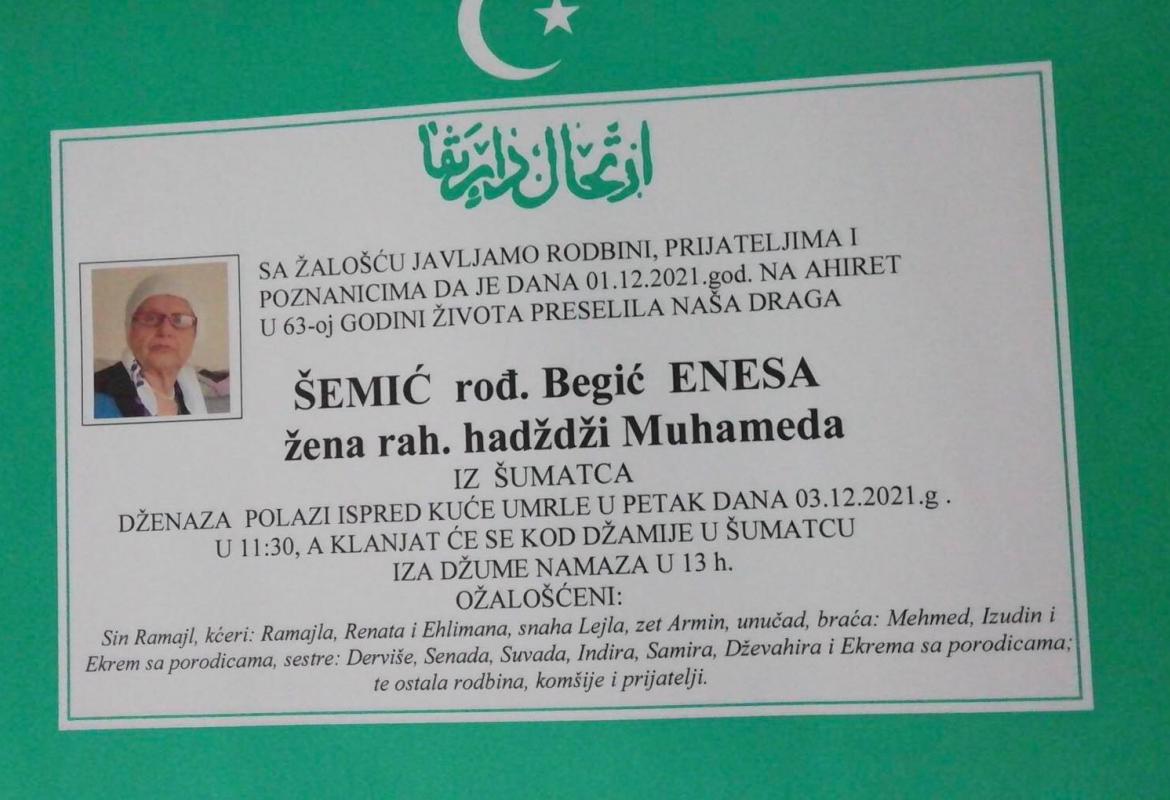 ارتحال دار بقا
SA ŽALOŠĆU JAVLJAMO RODBINI, PRIJATELJIMA I
POZNANICIMA DA JE DANA 01.12.2021.god. NA AHIRET
U 63-oj GODINI ŽIVOTA PRESELILA NAŠA DRAGA
ŠEMIĆ rođ. Begić ENESA
žena rah. hadždži Muhameda
IZ ŠUMATCA
DŽENAZA POLAZI ISPRED KUĆE UMRLE U PETAK DANA 03.12.2021.g .
U 11:30, A KLANJAT ĆE SE KOD DŽAMIJE U ŠUMATCU
IZA DŽUME NAMAZA U 13 h.
OŽALOŠĆENI:
Sin Ramajl, kćeri: Ramajla, Renata i Ehlimana, snaha Lejla, zet Armin, unučad, braća: Mehmed, Izudin i
Ekrem sa porodicama, sestre: Derviše, Senada, Suvada, Indira, Samira, Dževahira i Ekrema sa porodicama;
te ostala rodbina, komšije i prijatelji.